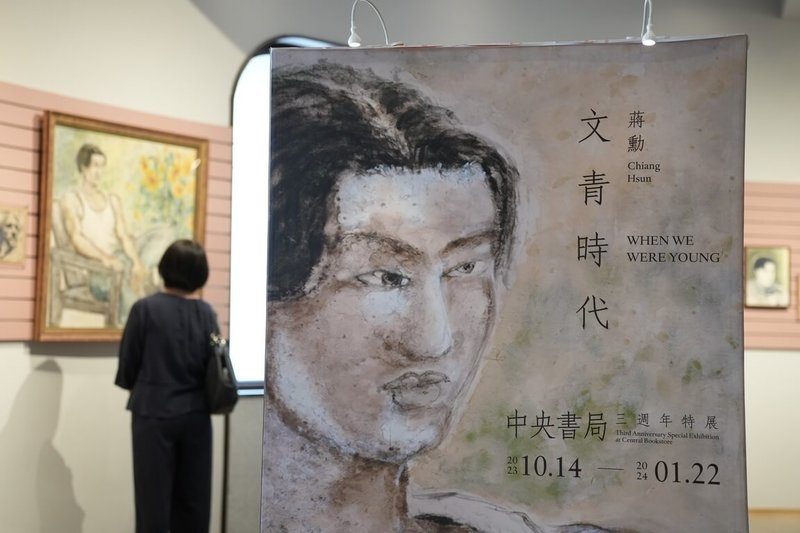 文青時代
蔣勳
Chiang
Hsun
WHEN WE
WERE YOUNG
中央書局
三週年特展
Third Anniversary Special Exhibition
at Central Bookstore
2023 10.14 — 2024 01.22